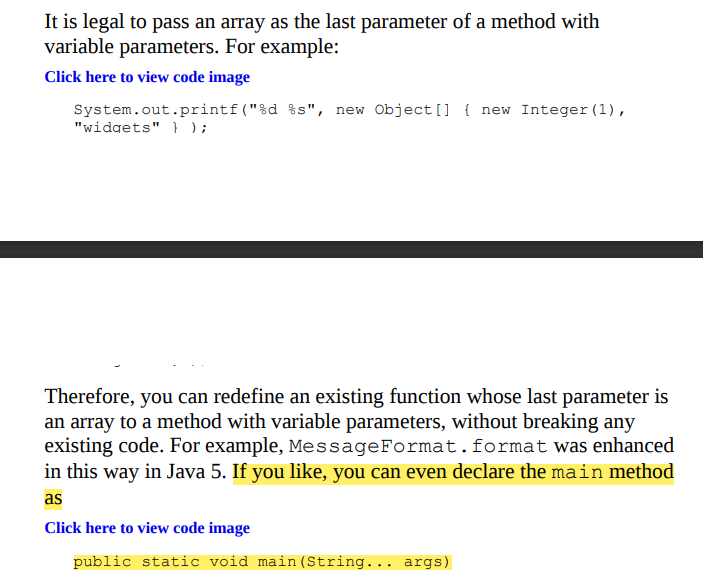 It is legal to pass an array as the last parameter of a method with
variable parameters. For example:
Click here to view code image
System.out.printf("%d %s", new Object[] { new Integer(1),
"widgets" } );
Therefore, you can redefine an existing function whose last parameter is
an array to a method with variable parameters, without breaking any
existing code. For example, MessageFormat.format was enhanced
in this way in Java 5. If you like, you can even declare the main method
as
Click here to view code image
public static void main(String... args)